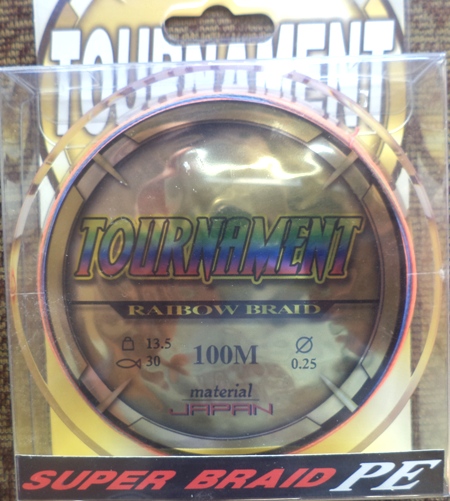 TOURNAMENT
TOURNAMENT
RAIBOW BRAID
13.5
30
100M
Ø
0.25
material
JAPAN
SUPER BRAID PE